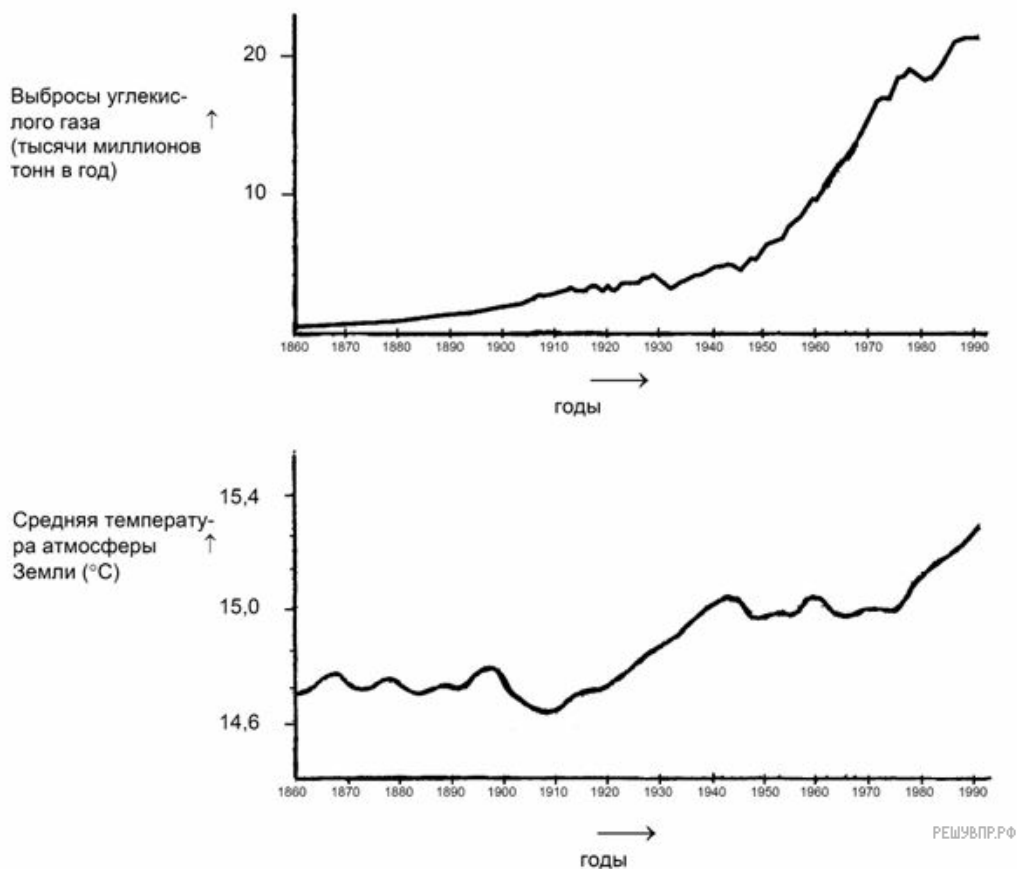 20
Выбросы углекис-
лого газа ↑
(тысячи миллионов
тонн в год)
10
1860 1870 1880 1890 1900 1910 1920 1930 1940 1950 1960 1970 1980 1990
→
годы
15,4
Средняя температу-
ра атмосферы ↑
Земли (°C)
15,0
14,6
1860 1870 1880 1890 1900 1910 1920 1930 1940 1950 1960 1970 1980 1990
→
годы
РЕШУВПР.РФ